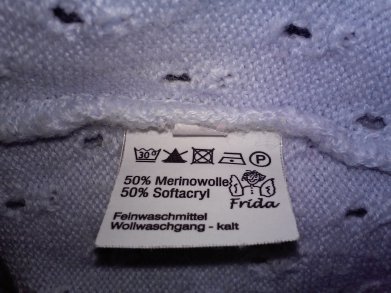 30° P
50% Merinowolle
50% Softacryl
Frida
Feinwaschmittel
Wollwaschgang - kalt